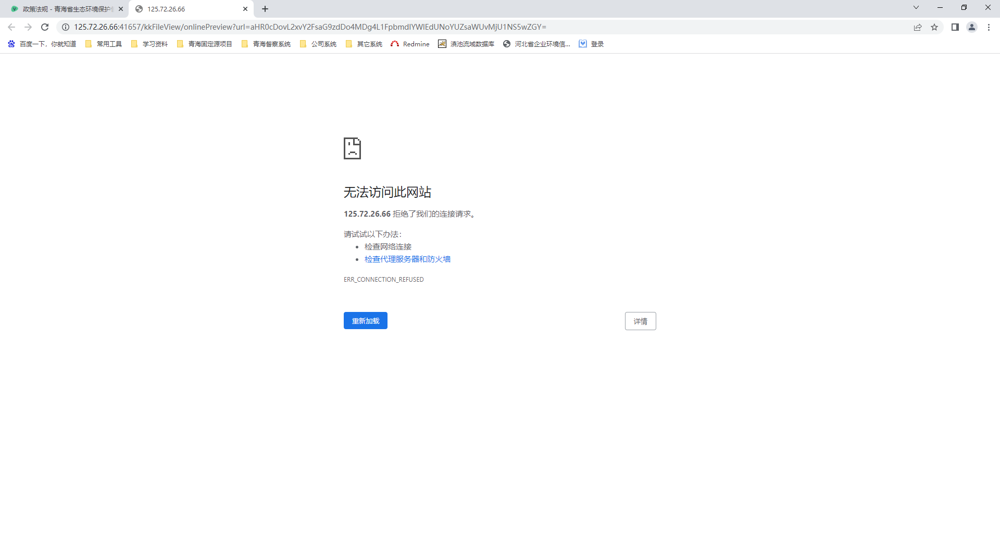 政策法规 - 青海省生态环境保护
125.72.26.66
125.72.26.66:41657/kkFileView/onlinePreview?url=aHR0cDovL2xvY2FsaG9zdDo4MDg4L1FpbmdIYWlEdUNoYUZsaWUvMjU1NS5wZGY=
百度一下，你就知道 常用工具 学习资料 青海固定源项目 青海督察系统 公司系统 其它系统 Redmine 滇池流域数据库 河北省企业环境信... 登录
无法访问此网站
125.72.26.66 拒绝了我们的连接请求。
请试试以下办法：
检查网络连接
检查代理服务器和防火墙
ERR_CONNECTION_REFUSED
重新加载 详情